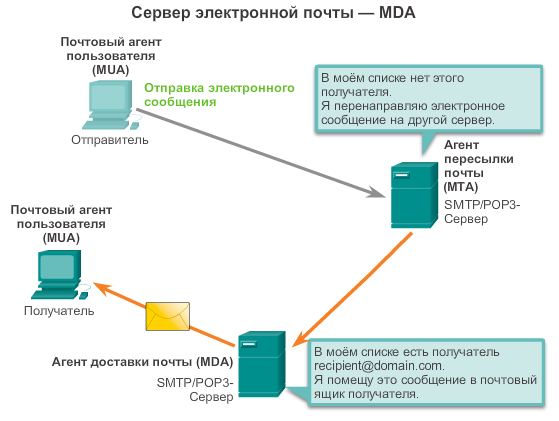 Сервер электронной почты — MDA
Почтовый агент
пользователя
(MUA)
Отправка электронного
сообщения
Отправитель
В моём списке нет этого
получателя.
Я перенаправляю электронное
сообщение на другой сервер.
Агент
пересылки
почты
(MTA)
SMTP/POP3-
Сервер
Почтовый агент
пользователя
(MUA)
Получатель
Агент доставки почты (MDA)
SMTP/POP3-
Сервер
В моём списке есть получатель
recipient@domain.com.
Я помещу это сообщение в почтовый
ящик получателя.